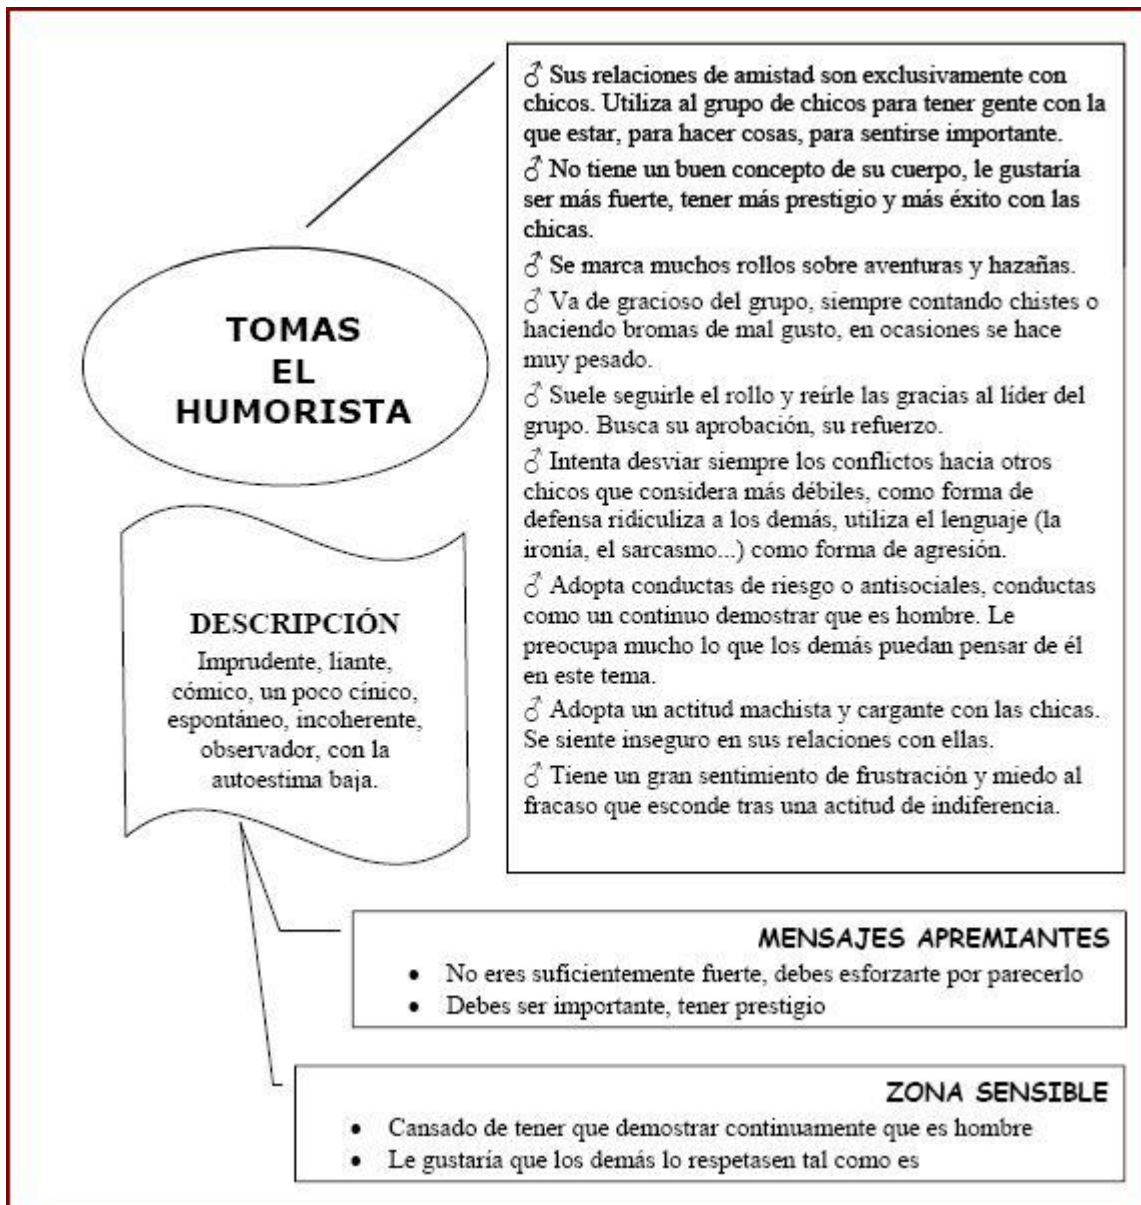 ♂ Sus relaciones de amistad son exclusivamente con
chicos. Utiliza al grupo de chicos para tener gente con la
que estar, para hacer cosas, para sentirse importante.
♂ No tiene un buen concepto de su cuerpo, le gustaría
ser más fuerte, tener más prestigio y más éxito con las
chicas.
♂ Se marca muchos rollos sobre aventuras y hazañas.
♂ Va de gracioso del grupo, siempre contando chistes o
haciendo bromas de mal gusto, en ocasiones se hace
muy pesado.
♂ Suele seguirle el rollo y reírle las gracias al líder del
grupo. Busca su aprobación, su refuerzo.
♂ Intenta desviar siempre los conflictos hacia otros
chicos que considera más débiles, como forma de
defensa ridiculiza a los demás, utiliza el lenguaje (la
ironía, el sarcasmo...) como forma de agresión.
♂ Adopta conductas de riesgo o antisociales, conductas
como un continuo demostrar que es hombre. Le
preocupa mucho lo que los demás puedan pensar de él
en este tema.
♂ Adopta un actitud machista y cargante con las chicas.
Se siente inseguro en sus relaciones con ellas.
♂ Tiene un gran sentimiento de frustración y miedo al
fracaso que esconde tras una actitud de indiferencia.
TOMAS
EL
HUMORISTA
DESCRIPCIÓN
Imprudente, liante,
cómico, un poco cínico,
espontáneo, incoherente,
observador, con la
autoestima baja.
MENSAJES APREMIANTES
• No eres suficientemente fuerte, debes esforzarte por parecerlo
• Debes ser importante, tener prestigio
ZONA SENSIBLE
• Cansado de tener que demostrar continuamente que es hombre
• Le gustaría que los demás lo respetasen tal como es